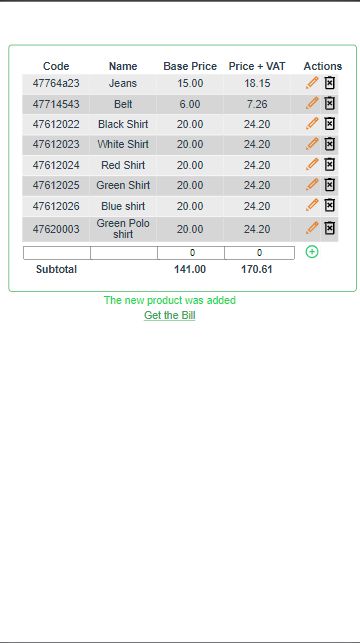 Code Name Base Price Price + VAT Actions
47764a23 Jeans 15.00 18.15
47714543 Belt 6.00 7.26
47612022 Black Shirt 20.00 24.20
47612023 White Shirt 20.00 24.20
47612024 Red Shirt 20.00 24.20
47612025 Green Shirt 20.00 24.20
47612026 Blue shirt 20.00 24.20
47620003 Green Polo shirt 20.00 24.20
0 0
Subtotal 141.00 170.61
The new product was added
Get the Bill